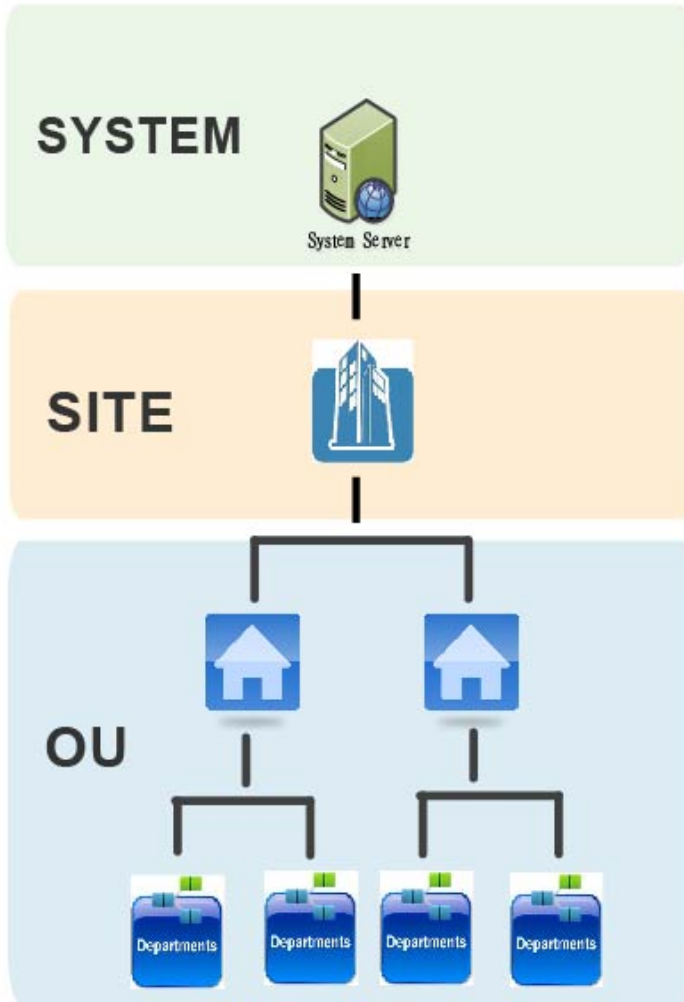 SYSTEM
System Server
SITE
OU
Departments
Departments
Departments
Departments